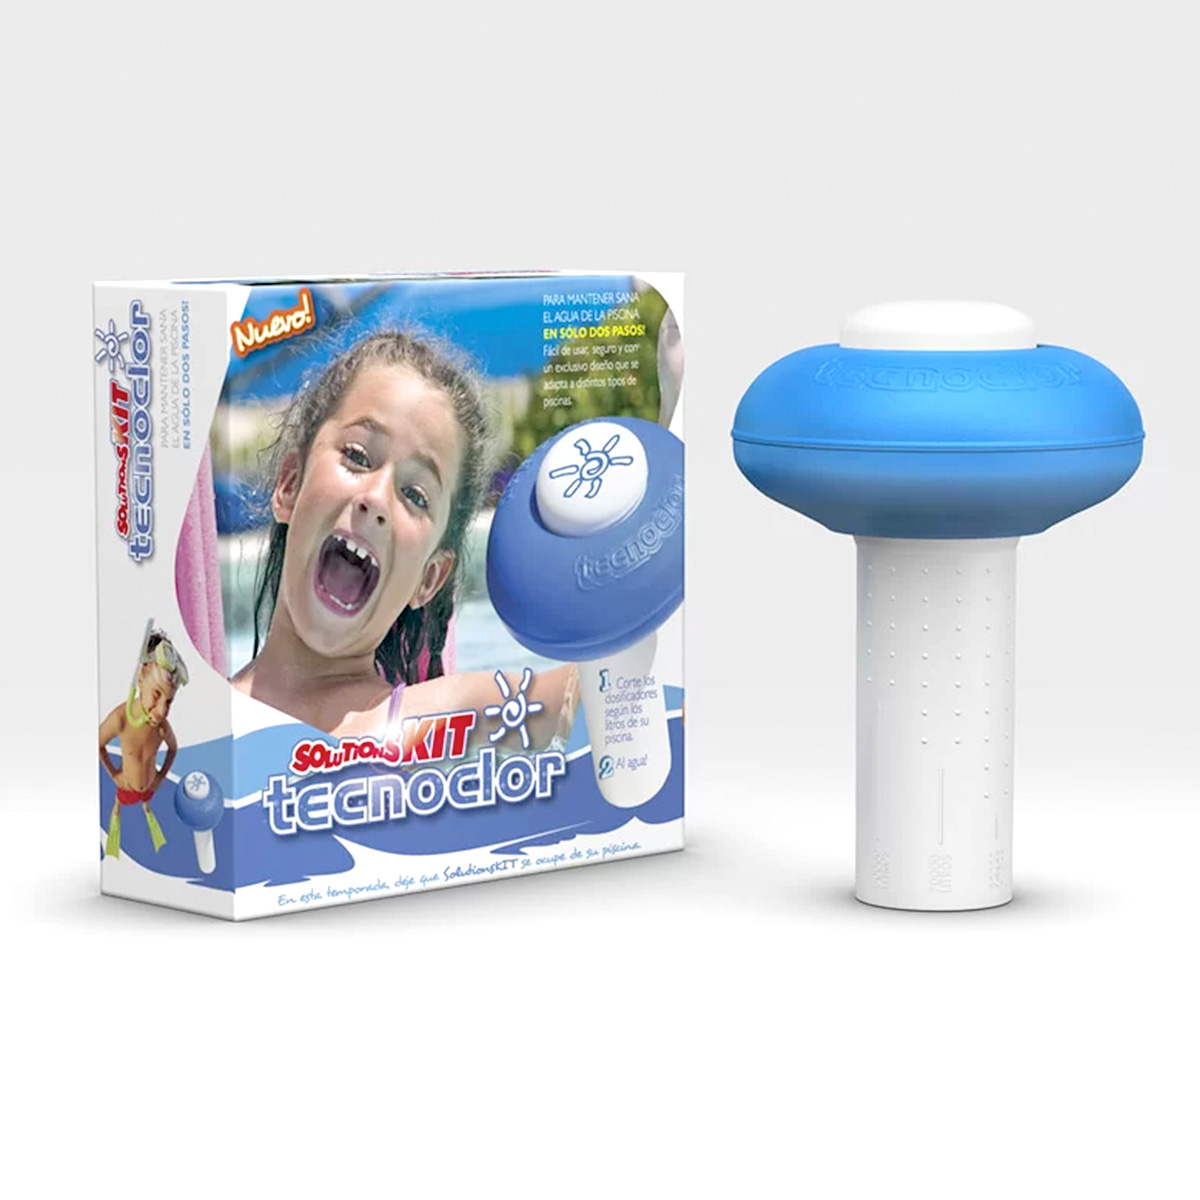 SOLUTIONSKIT
tecnoclor
PARA MANTENER SANA
EL AGUA DE LA PISCINA
EN SÓLO DOS PASOS!
Nuevo!
PARA MANTENER SANA
EL AGUA DE LA PISCINA
EN SÓLO DOS PASOS!
Fácil de usar, seguro y con
un exclusivo diseño que se
adapta a distintos tipos de
piscinas.
tecnoclor
1 Corte los
dosificadores
según los
litros de su
piscina.
2 Al agua!
SOLUTIONSKIT
tecnoclor
En esta temporada, deje que SolutionsKIT se ocupe de su piscina.
tecnoclor